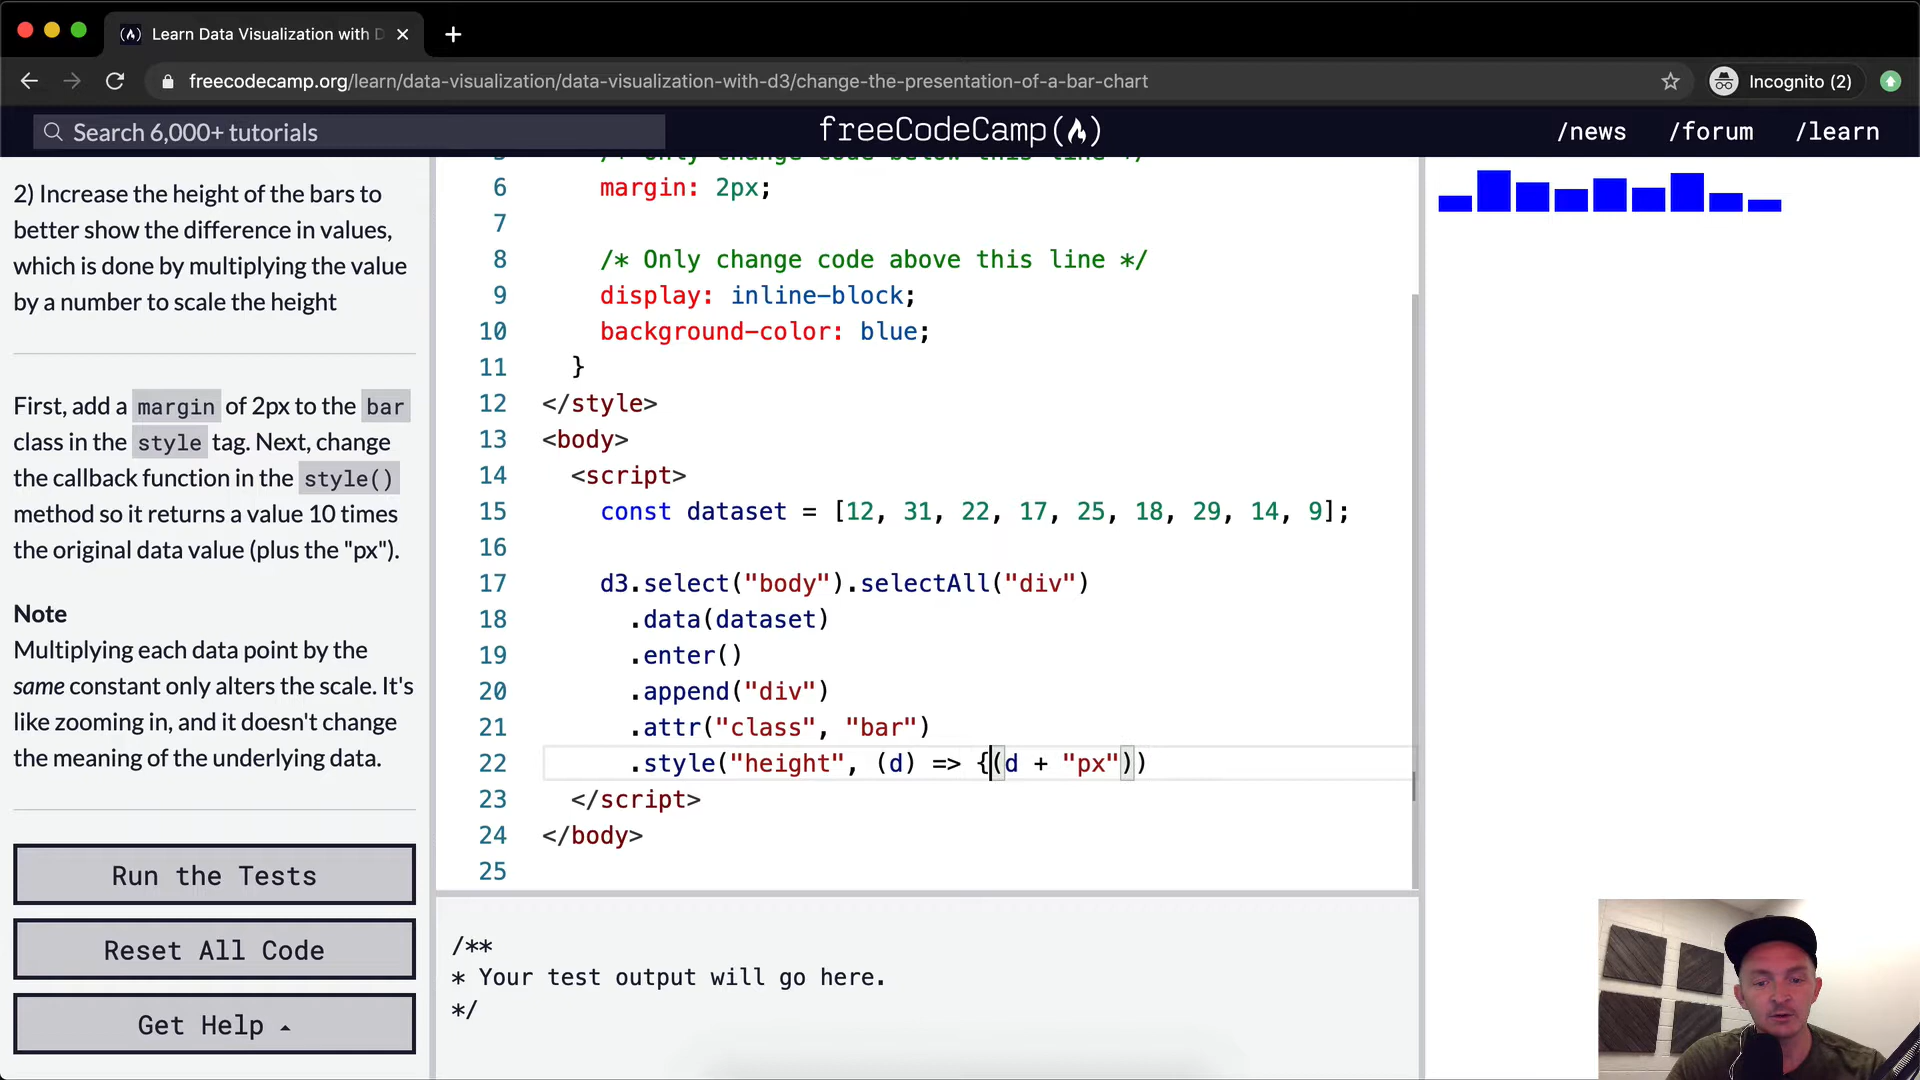 Learn Data Visualization with D
freecodecamp.org/learn/data-visualization/data-visualization-with-d3/change-the-presentation-of-a-bar-chart
Incognito (2)
Search 6,000+ tutorials
freeCodeCamp
/news
/forum
/learn
2) Increase the height of the bars to
better show the difference in values,
which is done by multiplying the value
by a number to scale the height
First, add a margin of 2px to the bar
class in the style tag. Next, change
the callback function in the style()
method so it returns a value 10 times
the original data value (plus the "px").
Note
Multiplying each data point by the
same constant only alters the scale. It's
like zooming in, and it doesn't change
the meaning of the underlying data.
Run the Tests
Reset All Code
Get Help
5 /* Only change code below this line */
6 margin: 2px;
7
8 /* Only change code above this line */
9 display: inline-block;
10 background-color: blue;
11 }
12 </style>
13 <body>
14 <script>
15 const dataset = [12, 31, 22, 17, 25, 18, 29, 14, 9];
16
17 d3.select("body").selectAll("div")
18 .data(dataset)
19 .enter()
20 .append("div")
21 .attr("class", "bar")
22 .style("height", (d) => {(d + "px"))
23 </script>
24 </body>
25
/**
* Your test output will go here.
*/